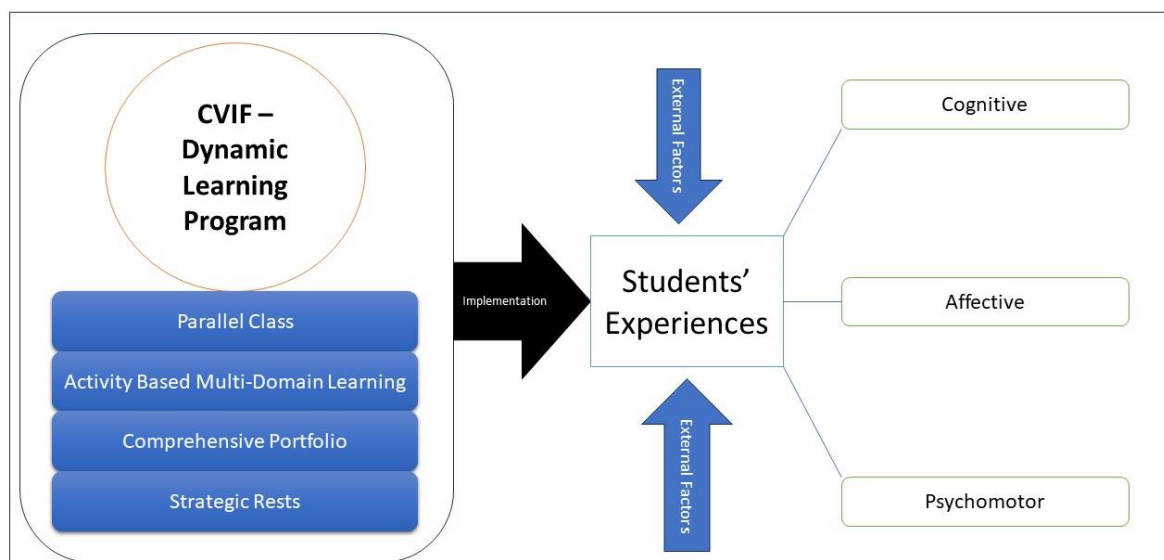 CVIF –
Dynamic
Learning
Program
Parallel Class
Activity Based Multi-Domain Learning
Comprehensive Portfolio
Strategic Rests
Implementation
External Factors
Students’
Experiences
External Factors
Cognitive
Affective
Psychomotor